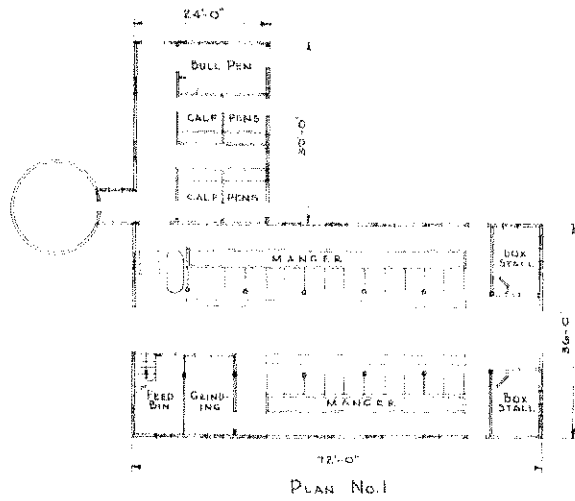 24'-0"
BULL PEN
CALF PENS
30'-0"
CALF PENS
MANGER
BOX
STALL
36'-0"
FEED
BIN
GRIND-
ING
MANGER
BOX
STALL
72'-0"
PLAN No.1